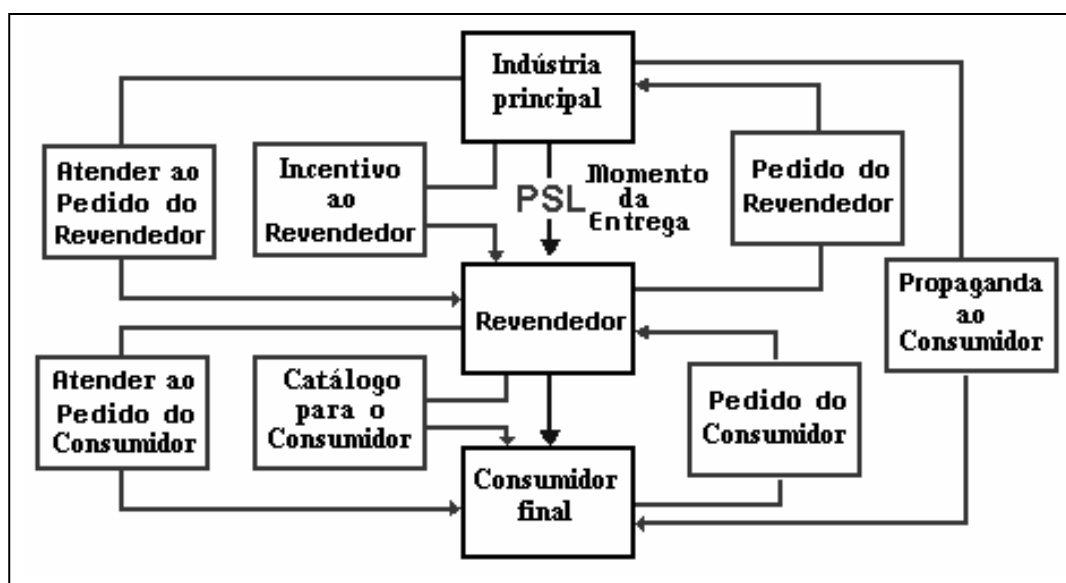 Indústria
principal
Atender ao
Pedido do
Revendedor
Incentivo
ao
Revendedor
PSL
Momento
da
Entrega
Pedido do
Revendedor
Propaganda
ao
Consumidor
Revendedor
Atender ao
Pedido do
Consumidor
Catálogo
para o
Consumidor
Pedido do
Consumidor
Consumidor
final